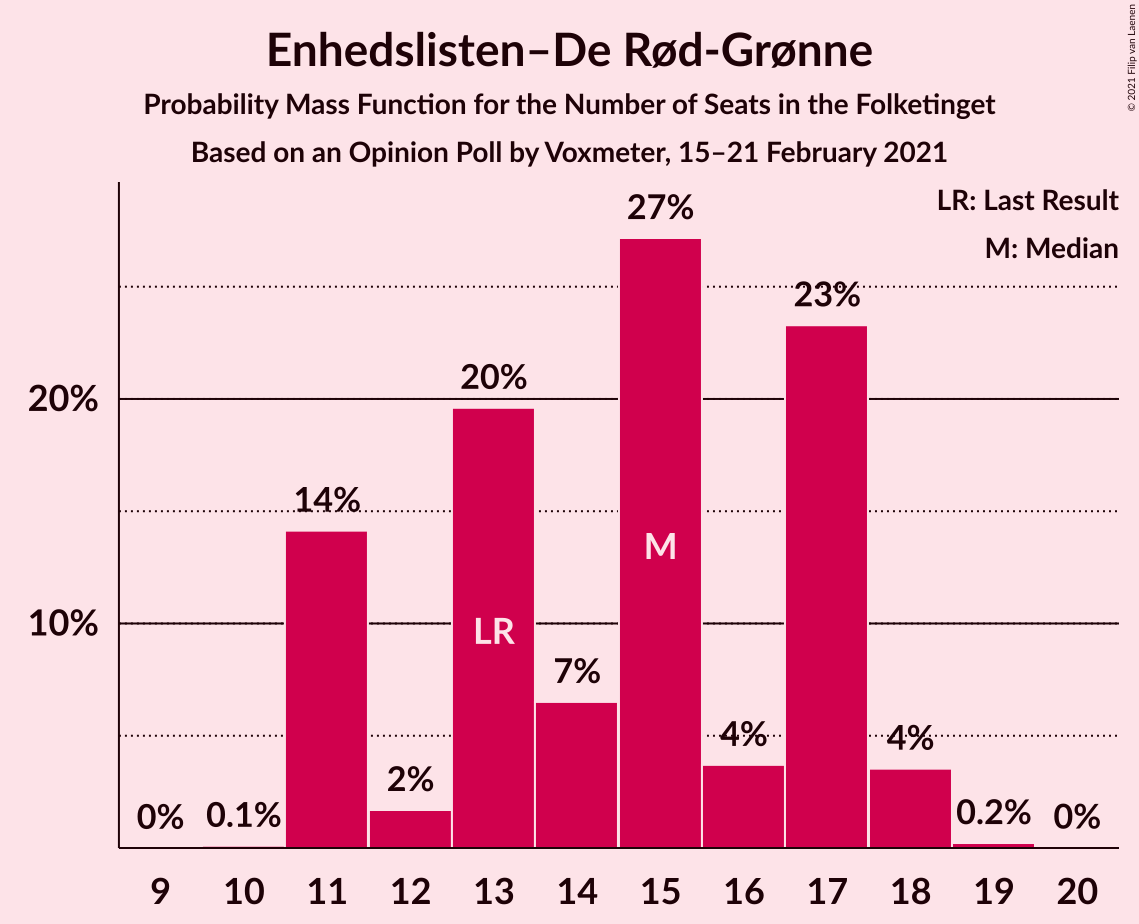 Enhedslisten–De Rød-Grønne
Probability Mass Function for the Number of Seats in the Folketinget
Based on an Opinion Poll by Voxmeter, 15–21 February 2021
© 2021 Filip van Laenen
LR: Last Result
M: Median
20%
10%
0%
0.1%
14%
2%
20%
7%
27%
4%
23%
4%
0.2%
0%
LR
M
9 10 11 12 13 14 15 16 17 18 19 20